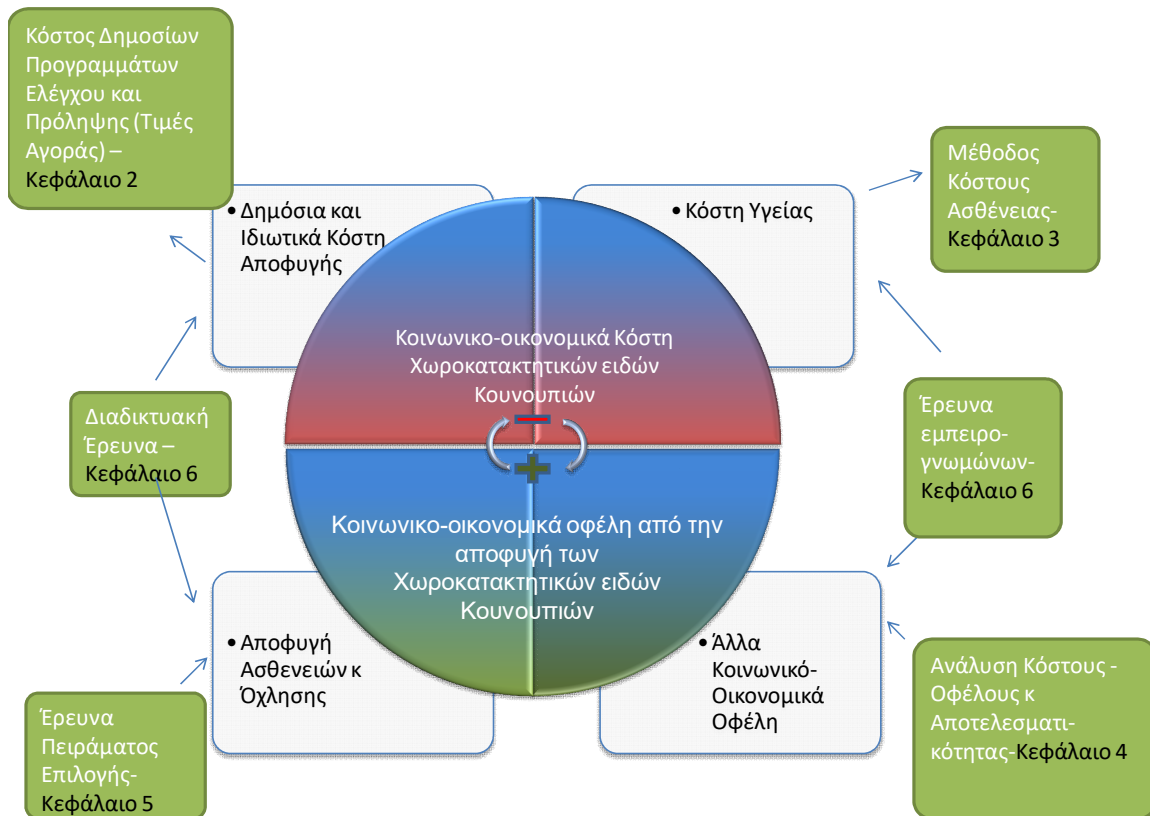 Κόστος Δημοσίων
Προγραμμάτων
Ελέγχου και
Πρόληψης (Τιμές
Αγοράς) –
Κεφάλαιο 2
Μέθοδος
Κόστους
Ασθένειας-
Κεφάλαιο 3
• Δημόσια και
Ιδιωτικά Κόστη
Αποφυγής
• Κόστη Υγείας
Κοινωνικο-οικονομικά Κόστη
Χωροκατακτητικών ειδών
Κουνουπιών
Διαδικτυακή
Έρευνα –
Κεφάλαιο 6
Έρευνα
εμπειρο-
γνωμώνων-
Κεφάλαιο 6
Κοινωνικο-οικονομικά οφέλη από την
αποφυγή των
Χωροκατακτητικών ειδών
Κουνουπιών
• Αποφυγή
Ασθενειών κ
Όχλησης
• Άλλα
Κοινωνικό-
Οικονομικά
Οφέλη
Έρευνα
Πειράματος
Επιλογής-
Κεφάλαιο 5
Ανάλυση Κόστους -
Οφέλους κ
Αποτελεσματι-
κότητας-Κεφάλαιο 4